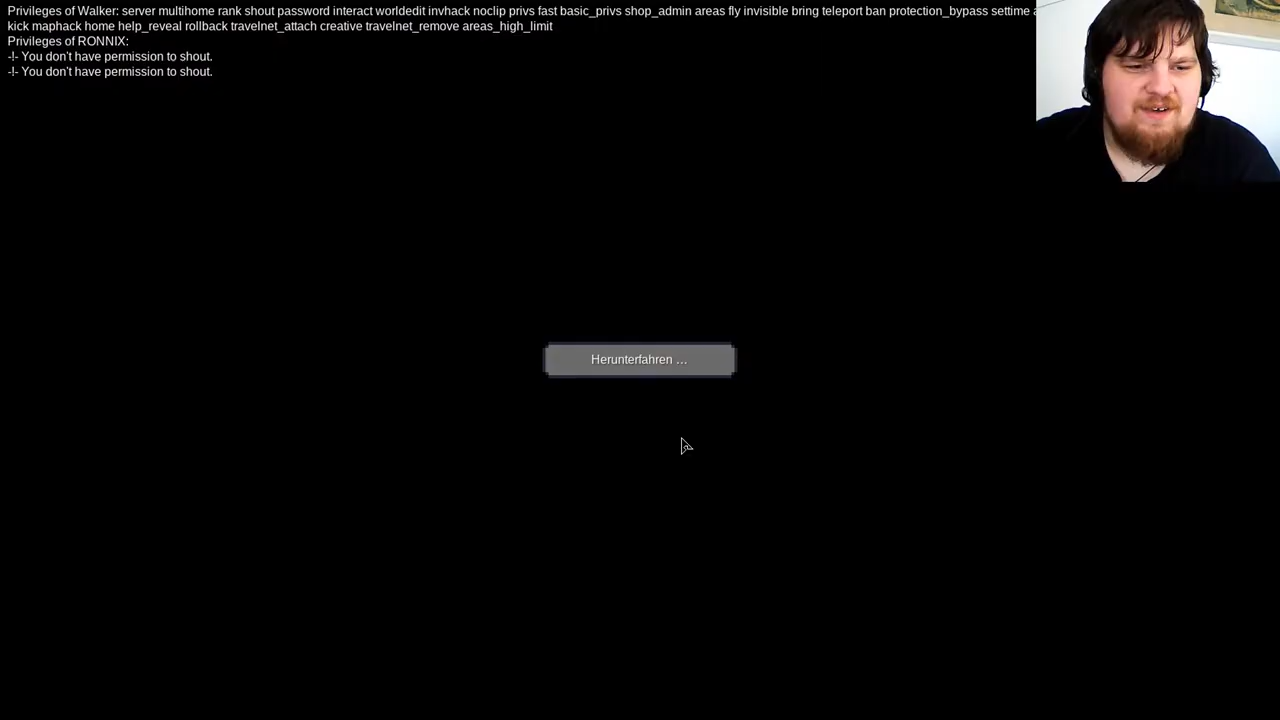 Privileges of Walker: server multihome rank shout password interact worldedit invhack noclip privs fast basic_privs shop_admin areas fly invisible bring teleport ban protection_bypass settime
kick maphack home help_reveal rollback travelnet_attach creative travelnet_remove areas_high_limit
Privileges of RONNIX:
-!- You don't have permission to shout.
-!- You don't have permission to shout.
Herunterfahren …